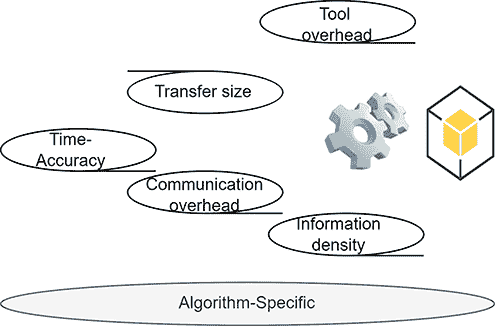 Tool
overhead
Transfer size
Time-
Accuracy
Communication
overhead
Information
density
Algorithm-Specific